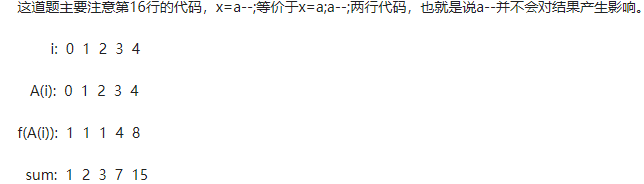 这道题主要注意第16行的代码，x=a--;等价于x=a;a--;两行代码，也就是说a--并不会对结果产生影响。
i: 0 1 2 3 4
A(i): 0 1 2 3 4
f(A(i)): 1 1 1 4 8
sum: 1 2 3 7 15